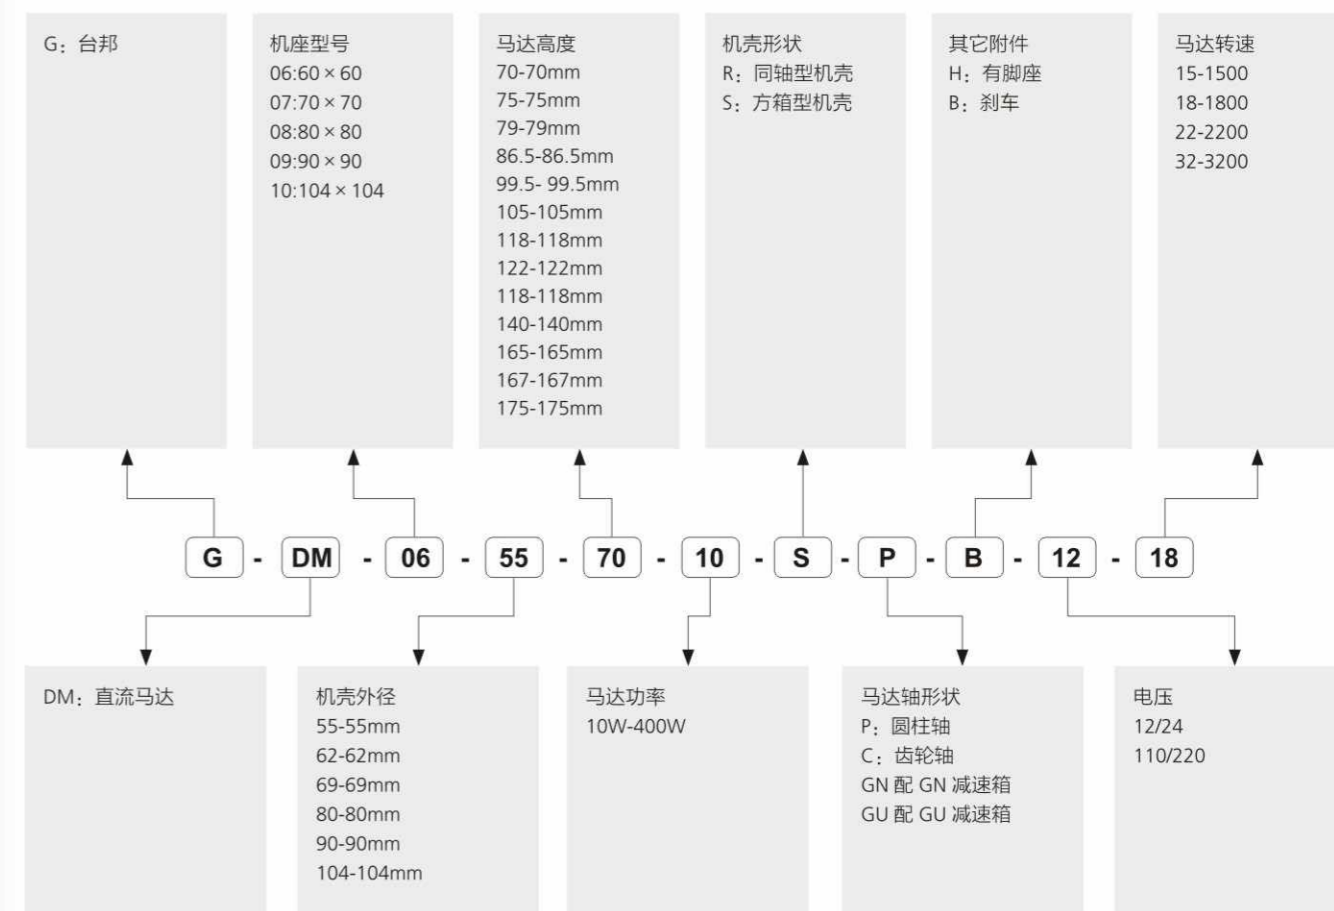 G：台邦
机座型号
06:60×60
07:70×70
08:80×80
09:90×90
10:104×104
马达高度
70-70mm
75-75mm
79-79mm
86.5-86.5mm
99.5- 99.5mm
105-105mm
118-118mm
122-122mm
118-118mm
140-140mm
165-165mm
167-167mm
175-175mm
机壳形状
R：同轴型机壳
S：方箱型机壳
其它附件
H：有脚座
B：刹车
马达转速
15-1500
18-1800
22-2200
32-3200
G - DM - 06 - 55 - 70 - 10 - S - P - B - 12 - 18
DM：直流马达
机壳外径
55-55mm
62-62mm
69-69mm
80-80mm
90-90mm
104-104mm
马达功率
10W-400W
马达轴形状
P：圆柱轴
C：齿轮轴
GN 配 GN 减速箱
GU 配 GU 减速箱
电压
12/24
110/220